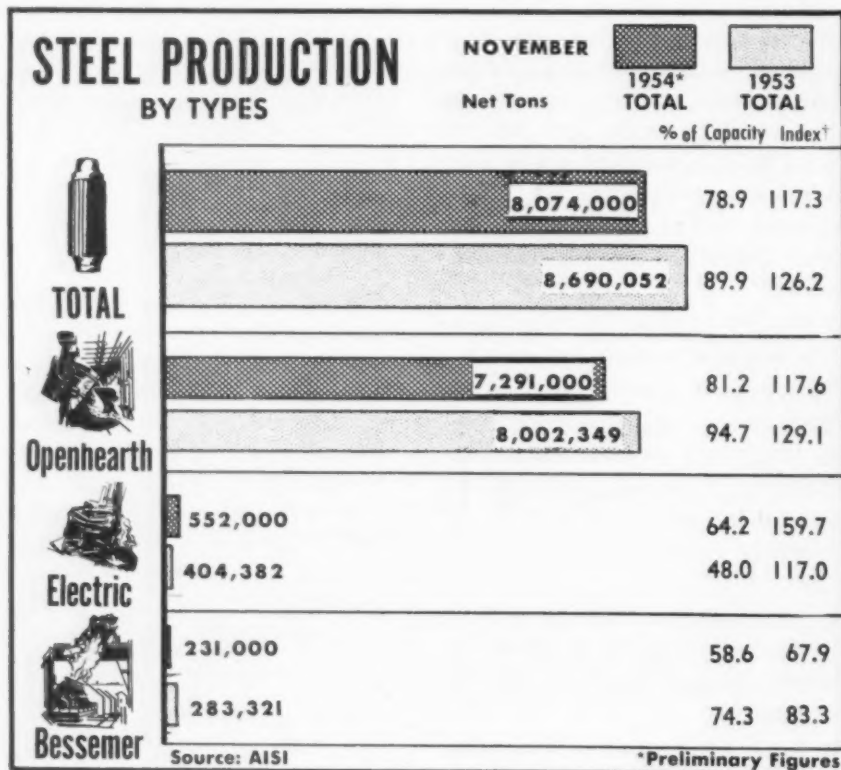 STEEL PRODUCTION
BY TYPES
NOVEMBER
Net Tons
1954*
TOTAL
1953
TOTAL
% of Capacity Index†
8,074,000 78.9 117.3
8,690,052 89.9 126.2
TOTAL
7,291,000 81.2 117.6
8,002,349 94.7 129.1
Openhearth
552,000 64.2 159.7
404,382 48.0 117.0
Electric
231,000 58.6 67.9
283,321 74.3 83.3
Bessemer
Source: AISI
*Preliminary Figures